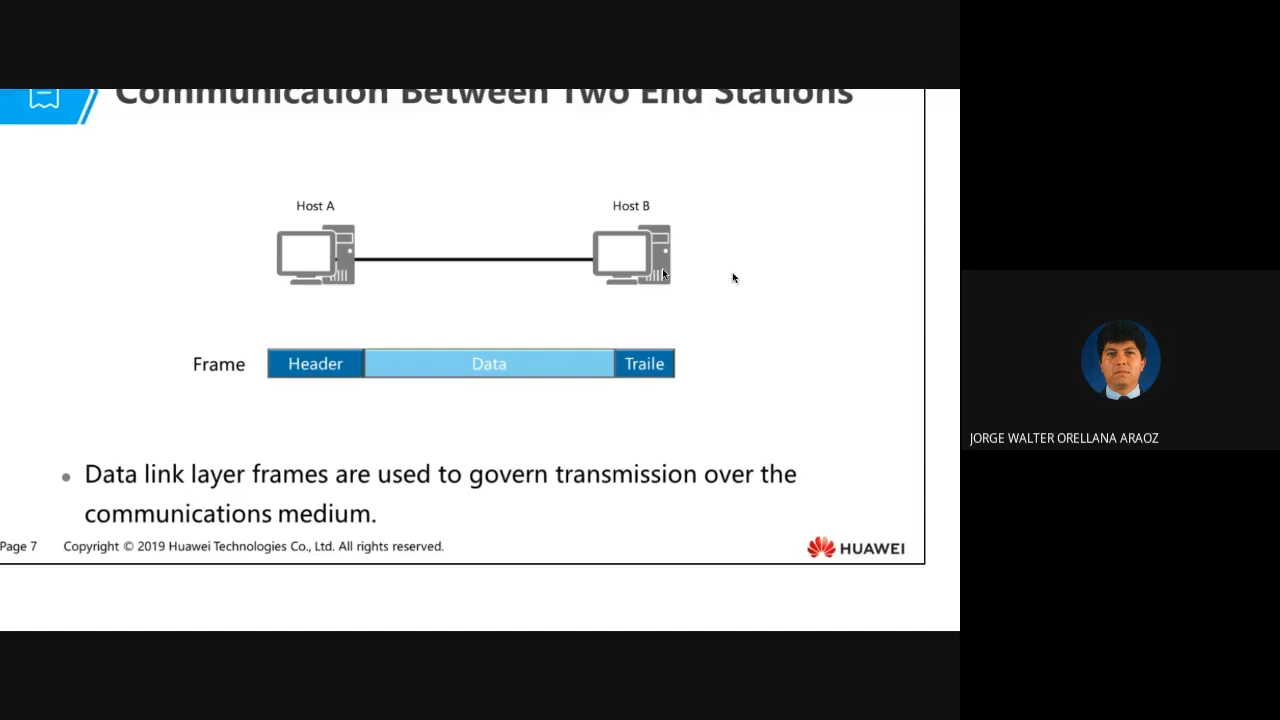 Communication Between Two End Stations
Host A
Host B
Frame
Header
Data
Traile
Data link layer frames are used to govern transmission over the
communications medium.
Page 7
Copyright © 2019 Huawei Technologies Co., Ltd. All rights reserved.
HUAWEI
JORGE WALTER ORELLANA ARAOZ